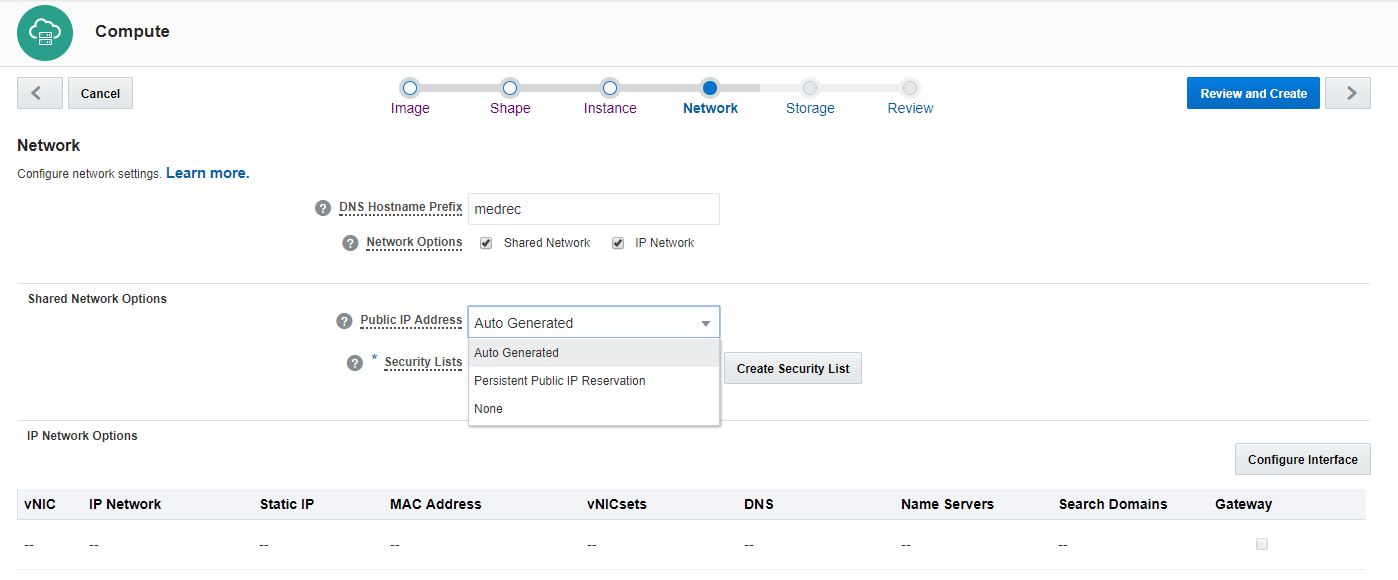 Compute
Cancel
Image Shape Instance Network Storage Review
Review and Create
Network
Configure network settings. Learn more.
? DNS Hostname Prefix medrec
? Network Options Shared Network IP Network
Shared Network Options
? Public IP Address Auto Generated
Auto Generated
? * Security Lists Create Security List
Persistent Public IP Reservation
None
IP Network Options
Configure Interface
vNIC IP Network Static IP MAC Address vNICsets DNS Name Servers Search Domains Gateway
-- -- -- -- -- -- -- --